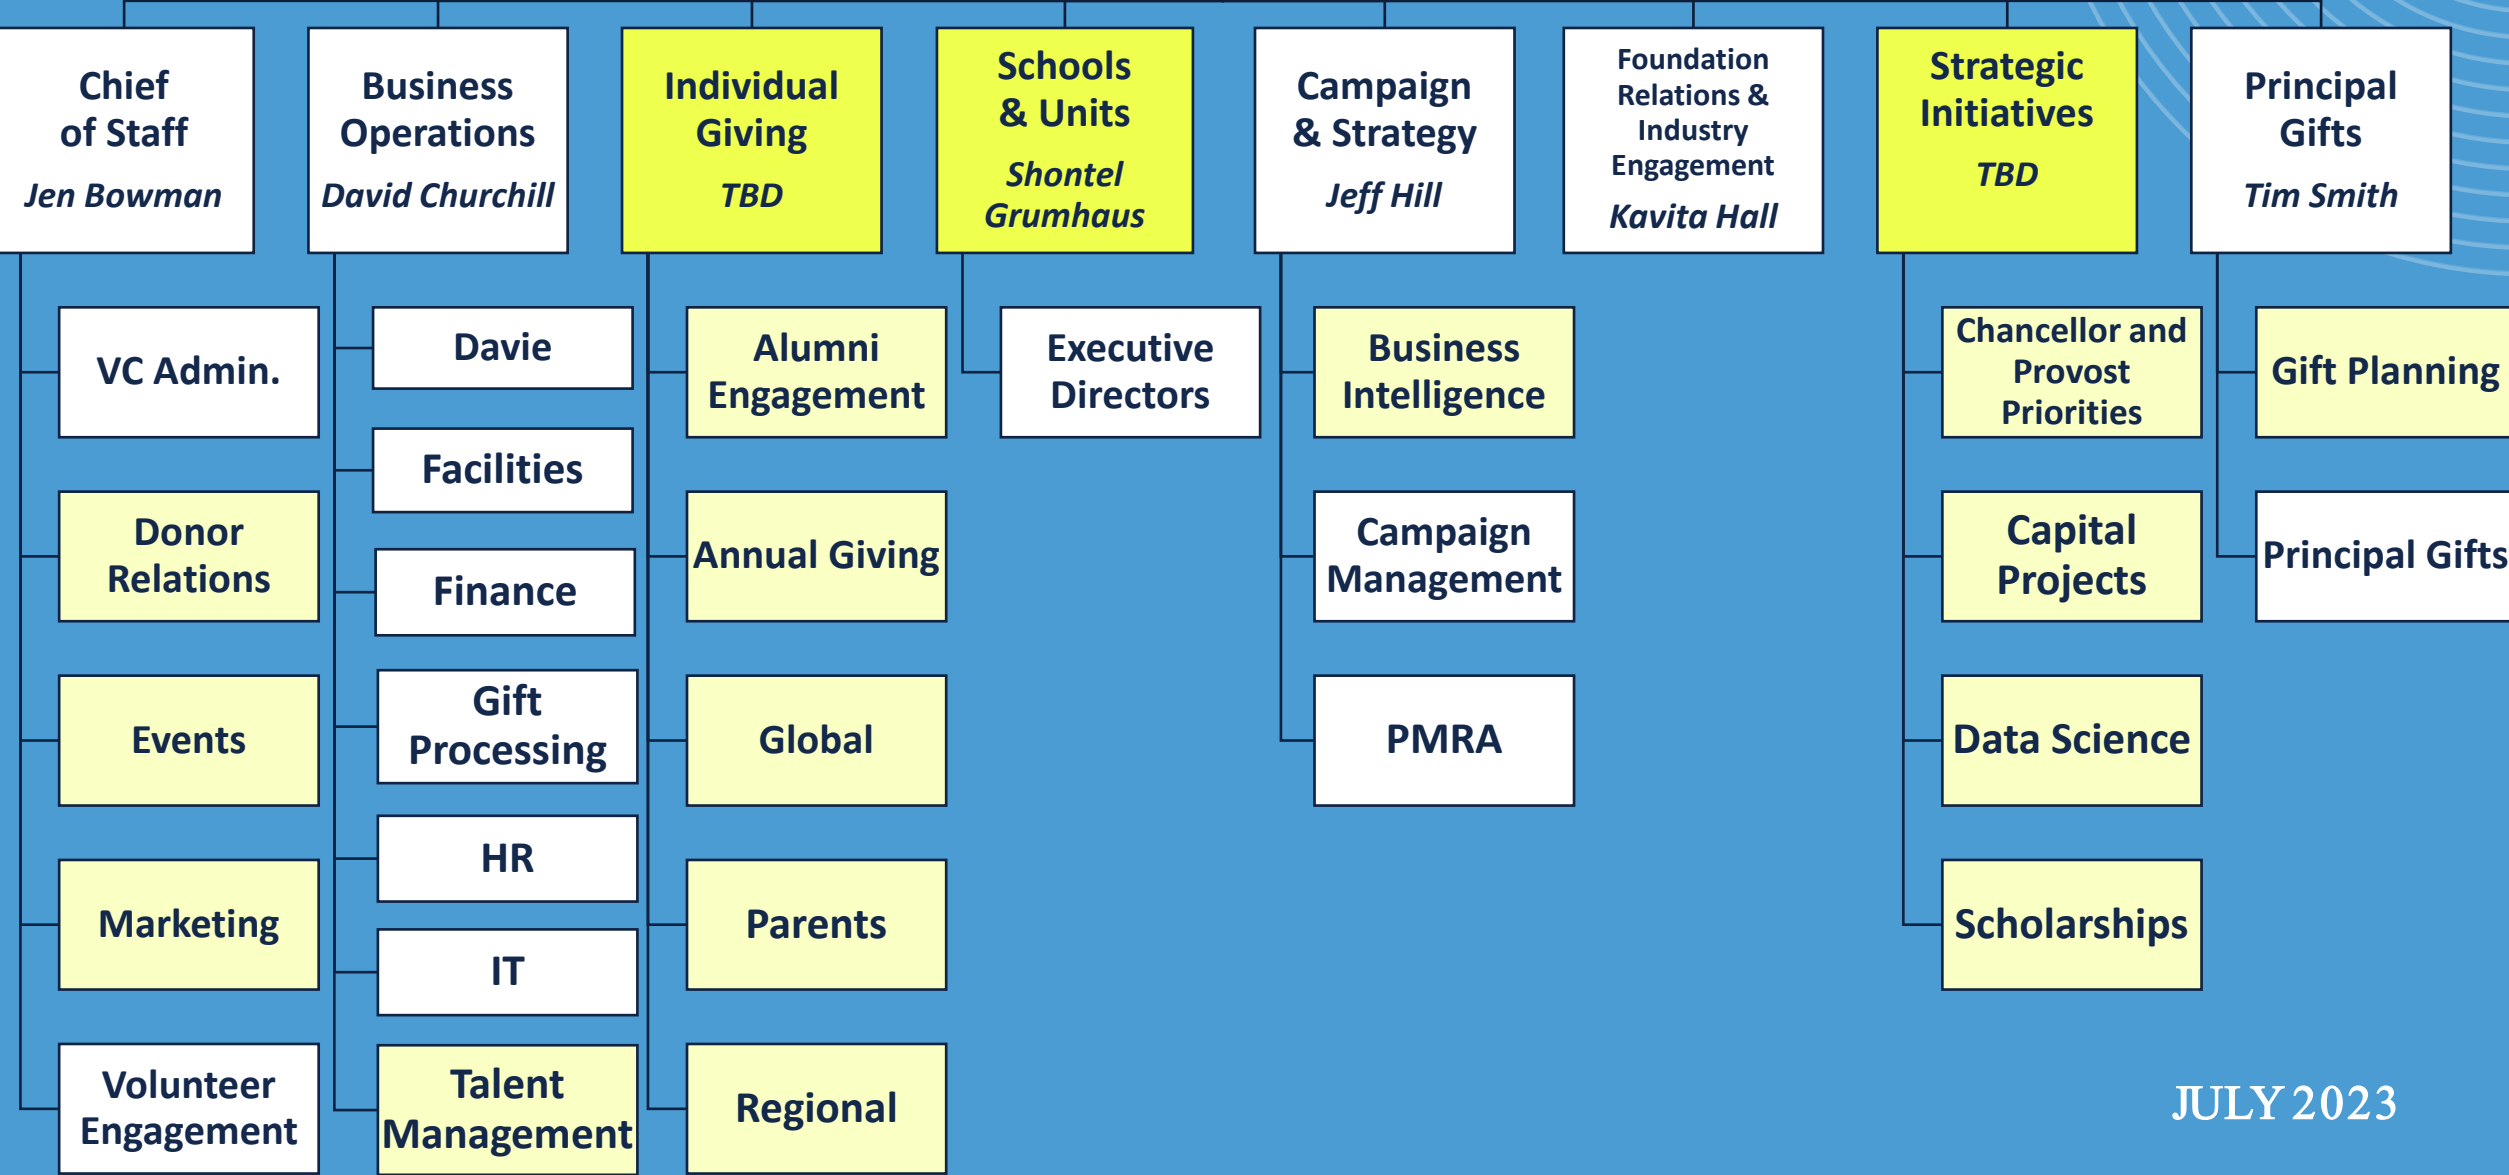 Chief
of Staff
Jen Bowman
Business
Operations
David Churchill
Individual
Giving
TBD
Schools
& Units
Shontel
Grumhaus
Campaign
& Strategy
Jeff Hill
Foundation
Relations &
Industry
Engagement
Kavita Hall
Strategic
Initiatives
TBD
Principal
Gifts
Tim Smith
VC Admin.
Donor
Relations
Events
Marketing
Volunteer
Engagement
Davie
Facilities
Finance
Gift
Processing
HR
IT
Talent
Management
Alumni
Engagement
Annual Giving
Global
Parents
Regional
Executive
Directors
Business
Intelligence
Campaign
Management
PMRA
Chancellor and
Provost
Priorities
Capital
Projects
Data Science
Scholarships
Gift Planning
Principal Gifts
JULY 2023